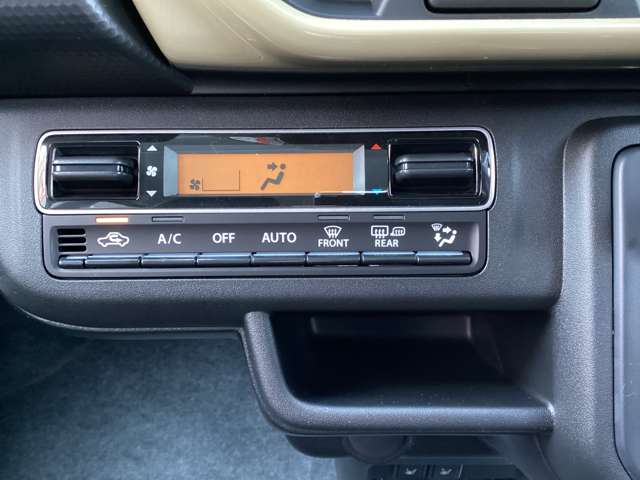 A/C OFF AUTO FRONT REAR